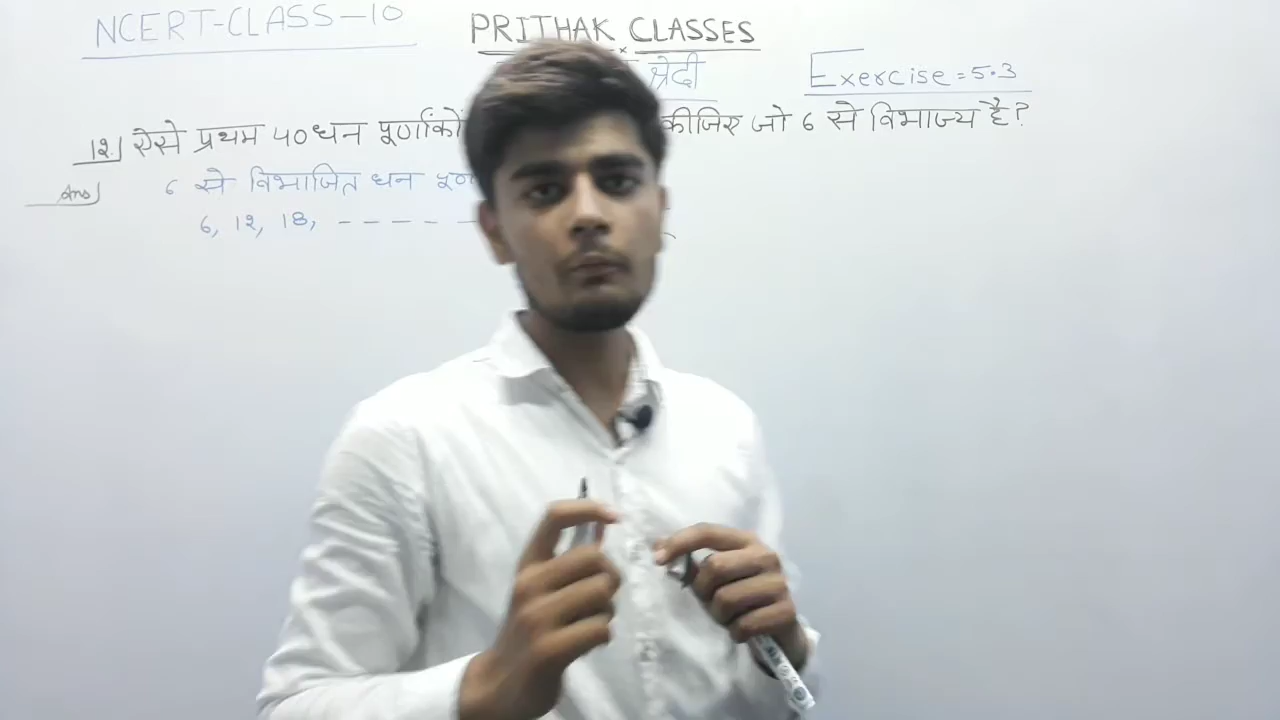 NCERT-CLASS-10
PRITHAK CLASSES
श्रेढी
Exercise = 5.3
12. ऐसे प्रथम 40 धन पूर्णांकों कीजिए जो 6 से विभाज्य है?
Ans 6 से विभाजित धन
6, 12, 18, - - - - -